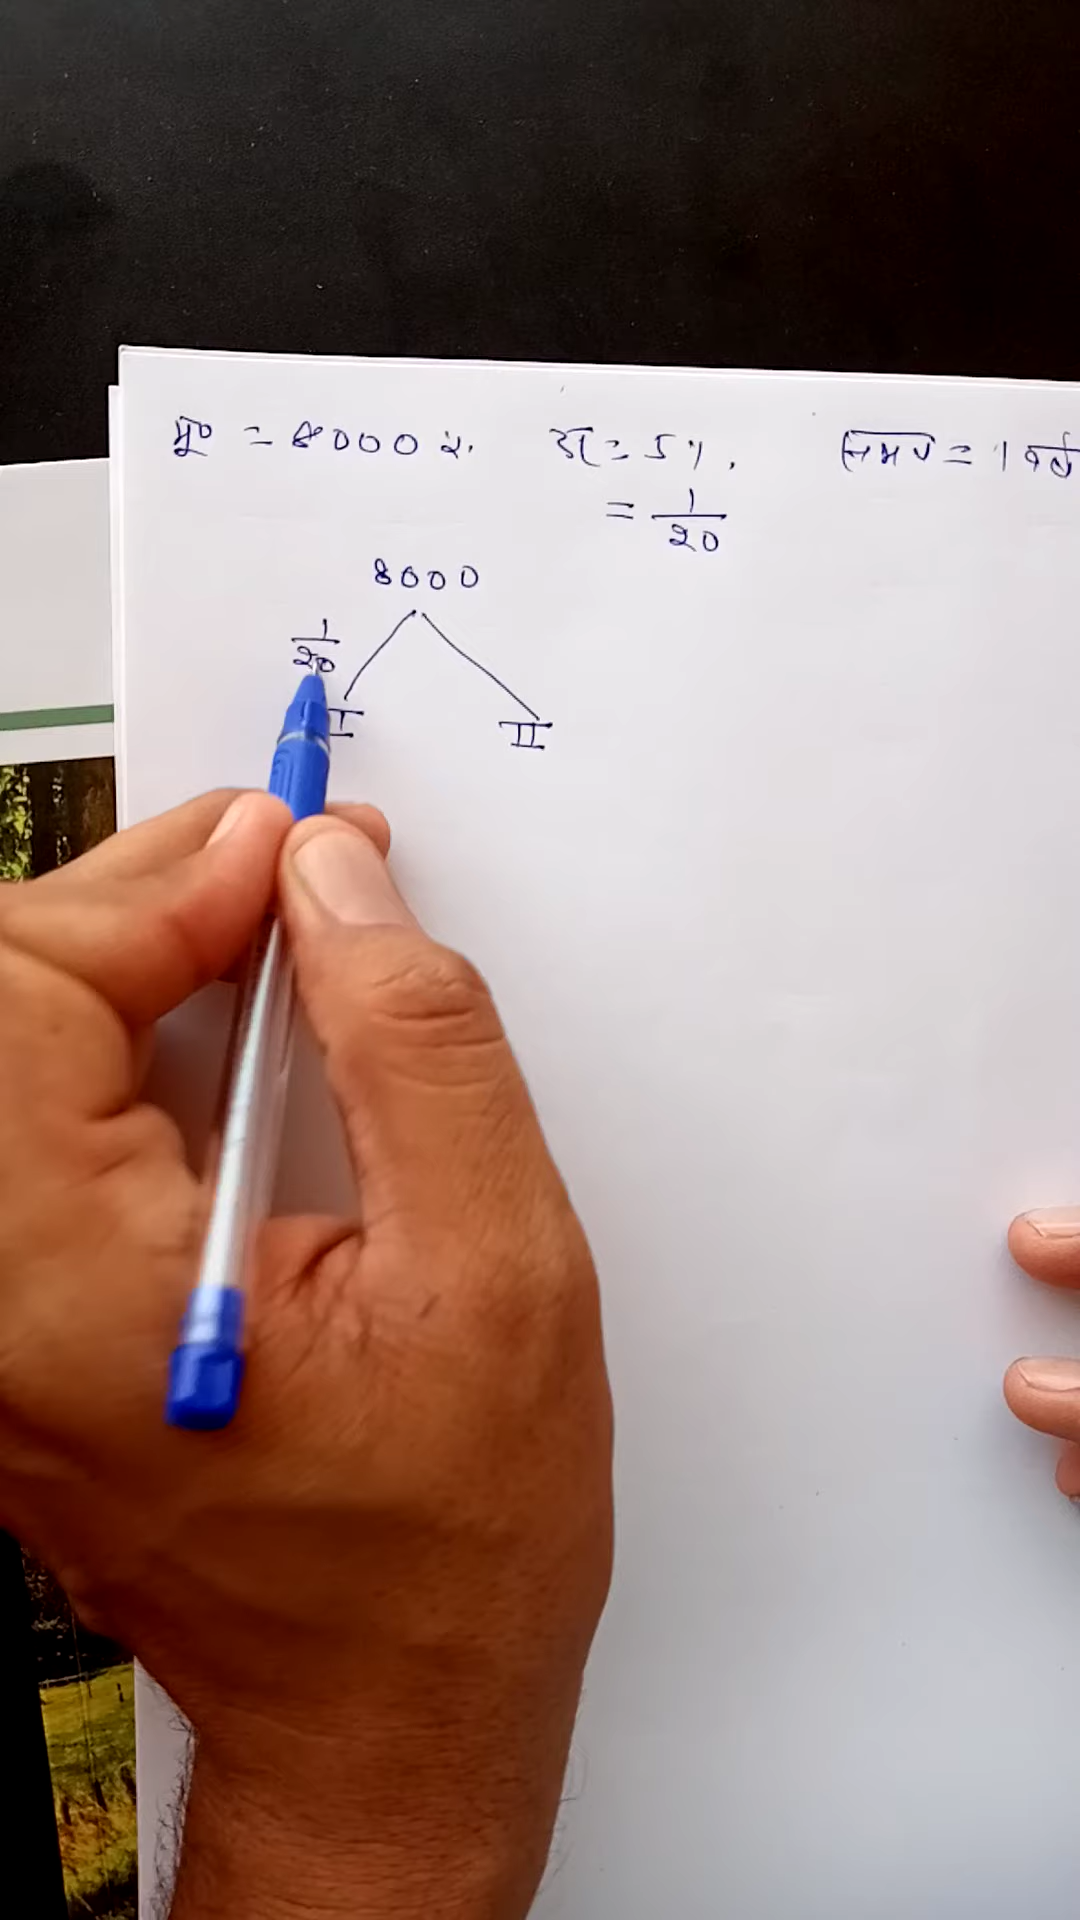 मू० = 8000 रु. दर = 5%. समय = 1 वर्ष
= 1/20
8000
1/20
I II